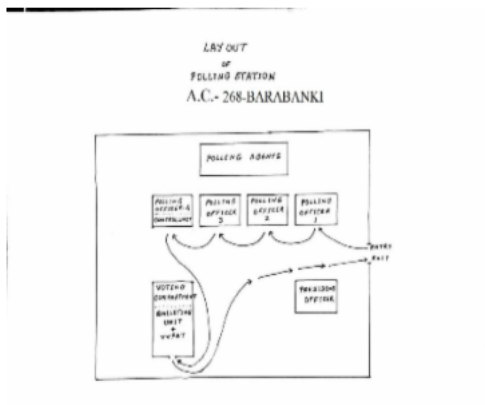 LAY OUT
OF
POLLING STATION
A.C.- 268-BARABANKI
POLLING AGENTS
POLLING
OFFICER-
CONTROL UNIT
POLLING
OFFICER
3
POLLING
OFFICER
2
POLLING
OFFICER
1
ENTRY
EXIT
VOTING
COMPARTMENT
BALLOTING
UNIT
+
VVPAT
PRESIDING
OFFICER